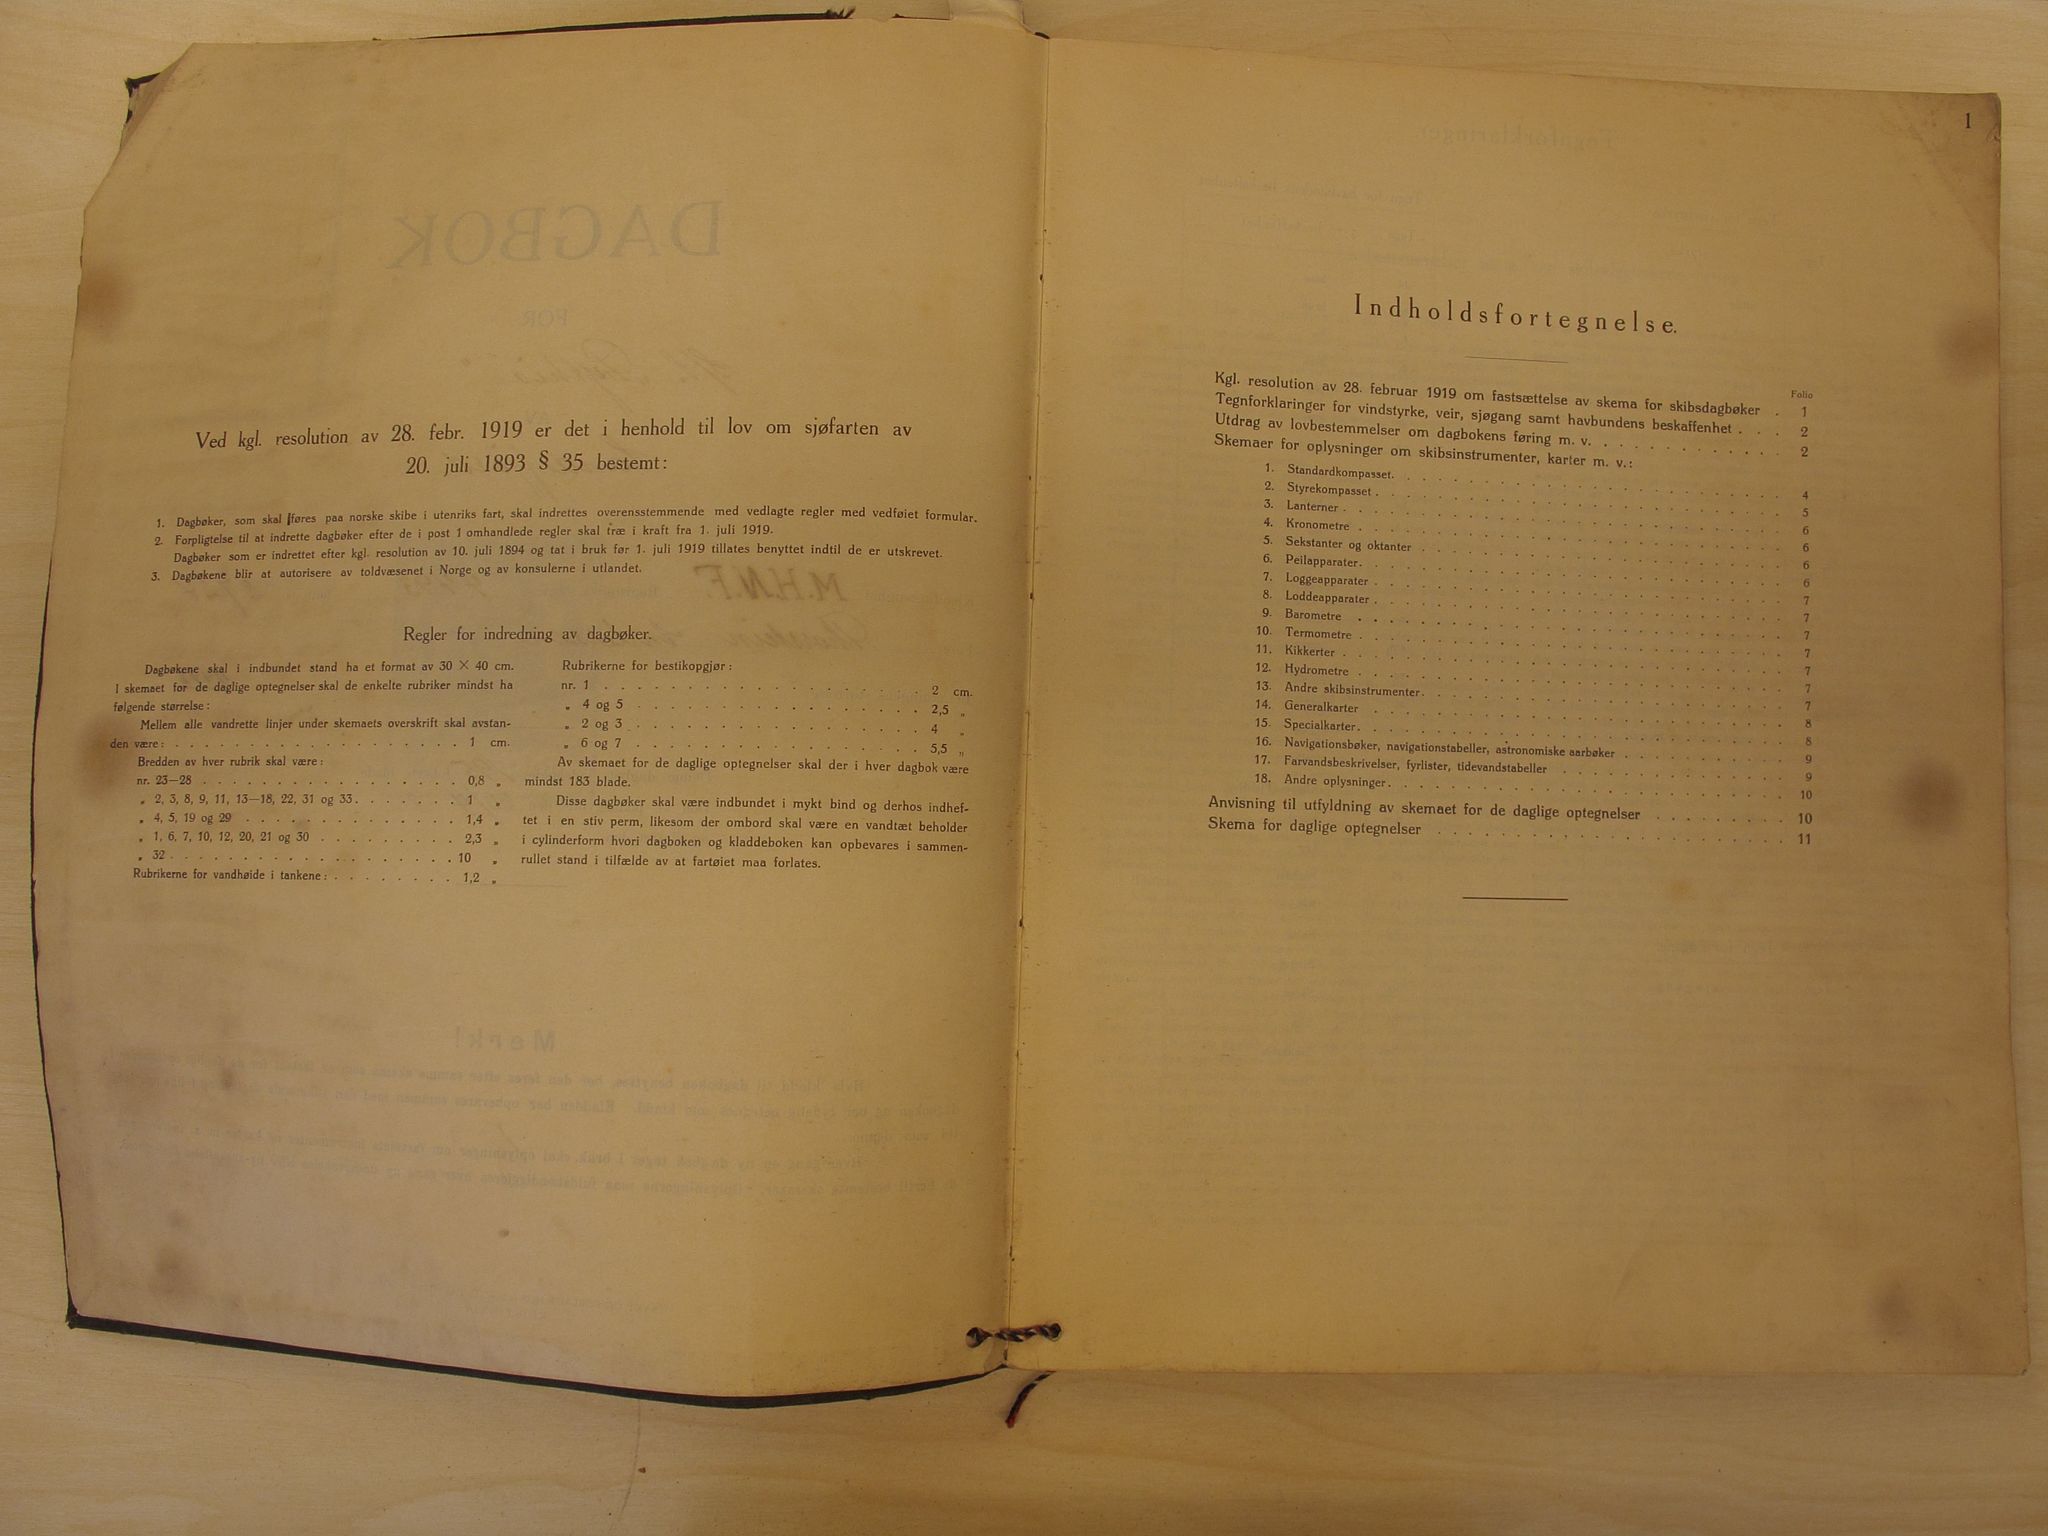 Ved kgl. resolution av 28. febr. 1919 er det i henhold til lov om sjøfarten av
20. juli 1893 § 35 bestemt:
1. Dagbøker, som skal føres paa norske skibe i utenriks fart, skal indrettes overensstemmende med vedlagte regler med vedføiet formular.
2. Forpligtelse til at indrette dagbøker efter de i post 1 omhandlede regler skal træ i kraft fra 1. juli 1919.
Dagbøker som er indrettet efter kgl. resolution av 10. juli 1894 og tat i bruk før 1. juli 1919 tillates benyttet indtil de er utskrevet.
3. Dagbøkene blir at autorisere av toldvæsenet i Norge og av konsulerne i utlandet.
Regler for indredning av dagbøker.
Dagbøkene skal i indbundet stand ha et format av 30 × 40 cm.
I skemaet for de daglige optegnelser skal de enkelte rubriker mindst ha
følgende størrelse:
Mellem alle vandrette linjer under skemaets overskrift skal avstan-
den være: . . . . . . . . . . . . . . . . . . 1 cm.
Bredden av hver rubrik skal være:
nr. 23—28 . . . . . . . . . . . . . . . . 0,8 „
„ 2, 3, 8, 9, 11, 13—18, 22, 31 og 33 . . . . . . 1 „
„ 4, 5, 19 og 29 . . . . . . . . . . . . . 1,4 „
„ 1, 6, 7, 10, 12, 20, 21 og 30 . . . . . . . . 2,3 „
„ 32 . . . . . . . . . . . . . . . . . . 10 „
Rubrikerne for vandhøide i tankene: . . . . . . . . 1,2 „
Rubrikerne for bestikopgjør:
nr. 1 . . . . . . . . . . . . . . . . . 2 cm.
„ 4 og 5 . . . . . . . . . . . . . . . 2,5 „
„ 2 og 3 . . . . . . . . . . . . . . . 4 „
„ 6 og 7 . . . . . . . . . . . . . . . 5,5 „
Av skemaet for de daglige optegnelser skal der i hver dagbok være
mindst 183 blade.
Disse dagbøker skal være indbundet i mykt bind og derhos indhef-
tet i en stiv perm, likesom der ombord skal være en vandtæt beholder
i cylinderform hvori dagboken og kladdeboken kan opbevares i sammen-
rullet stand i tilfælde av at fartøiet maa forlates.
1
Indholdsfortegnelse.
Folio
Kgl. resolution av 28. februar 1919 om fastsættelse av skema for skibsdagbøker . 1
Tegnforklaringer for vindstyrke, veir, sjøgang samt havbundens beskaffenhet . . . 2
Utdrag av lovbestemmelser om dagbokens føring m. v. . . . . . . . . . . . 2
Skemaer for oplysninger om skibsinstrumenter, karter m. v.:
1. Standardkompasset. . . . . . . . . . . . . . . . . . . 4
2. Styrekompasset . . . . . . . . . . . . . . . . . . . . 5
3. Lanterner . . . . . . . . . . . . . . . . . . . . . . 6
4. Kronometre . . . . . . . . . . . . . . . . . . . . . 6
5. Sekstanter og oktanter . . . . . . . . . . . . . . . . . 6
6. Peilapparater. . . . . . . . . . . . . . . . . . . . . 6
7. Loggeapparater . . . . . . . . . . . . . . . . . . . . 7
8. Loddeapparater . . . . . . . . . . . . . . . . . . . . 7
9. Barometre . . . . . . . . . . . . . . . . . . . . . . 7
10. Termometre . . . . . . . . . . . . . . . . . . . . . 7
11. Kikkerter . . . . . . . . . . . . . . . . . . . . . . 7
12. Hydrometre . . . . . . . . . . . . . . . . . . . . . 7
13. Andre skibsinstrumenter. . . . . . . . . . . . . . . . . 7
14. Generalkarter . . . . . . . . . . . . . . . . . . . . 8
15. Specialkarter. . . . . . . . . . . . . . . . . . . . . 8
16. Navigationsbøker, navigationstabeller, astronomiske aarbøker . . . . . . . 9
17. Farvandsbeskrivelser, fyrlister, tidevandstabeller . . . . . . . . . . 9
18. Andre oplysninger. . . . . . . . . . . . . . . . . . . 10
Anvisning til utfyldning av skemaet for de daglige optegnelser . . . . . . . . 10
Skema for daglige optegnelser . . . . . . . . . . . . . . . . . . 11